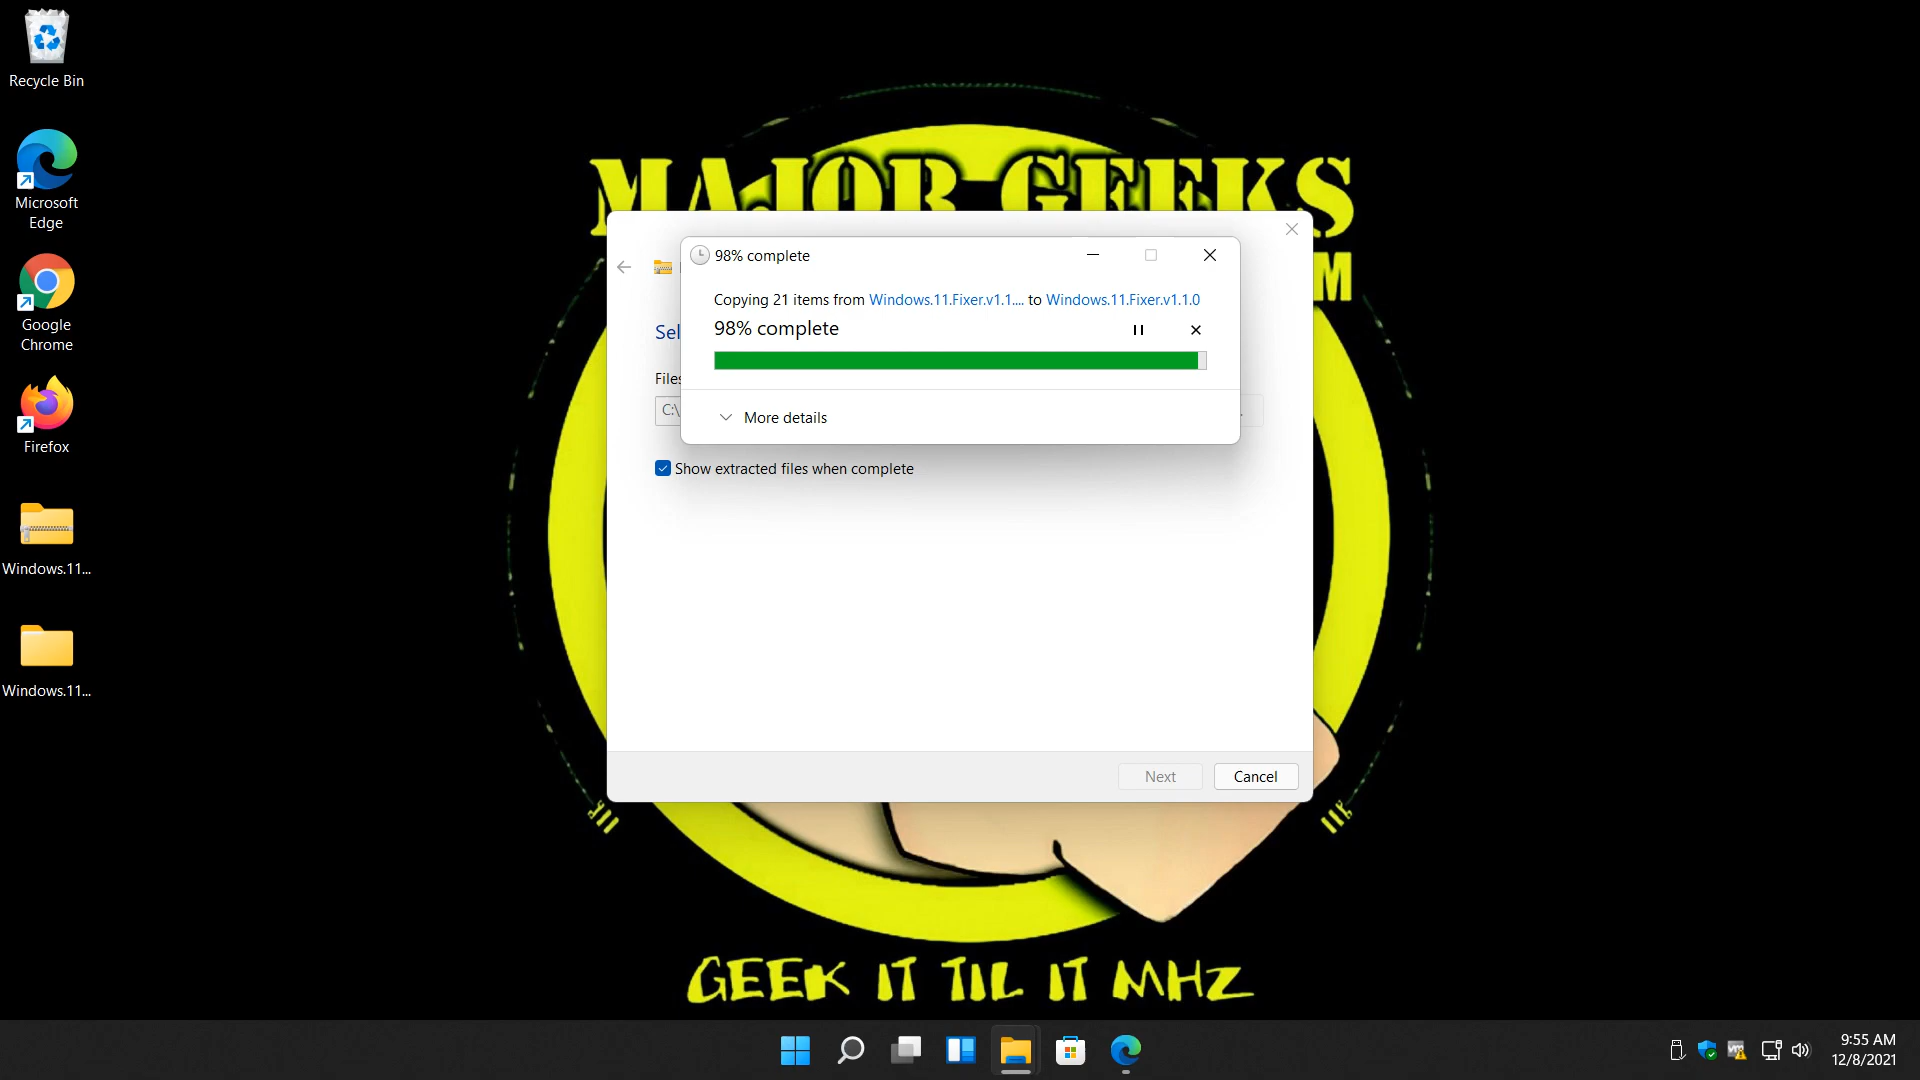 Recycle Bin
Microsoft
Edge
Google
Chrome
Firefox
Windows.11...
Windows.11...
MAJOR GEEKS
98% complete
Copying 21 items from Windows.11.Fixer.v1.1.... to Windows.11.Fixer.v1.1.0
98% complete
More details
Sel
Files
C:\
Show extracted files when complete
Next
Cancel
GEEK IT TIL IT MHZ
9:55 AM
12/8/2021